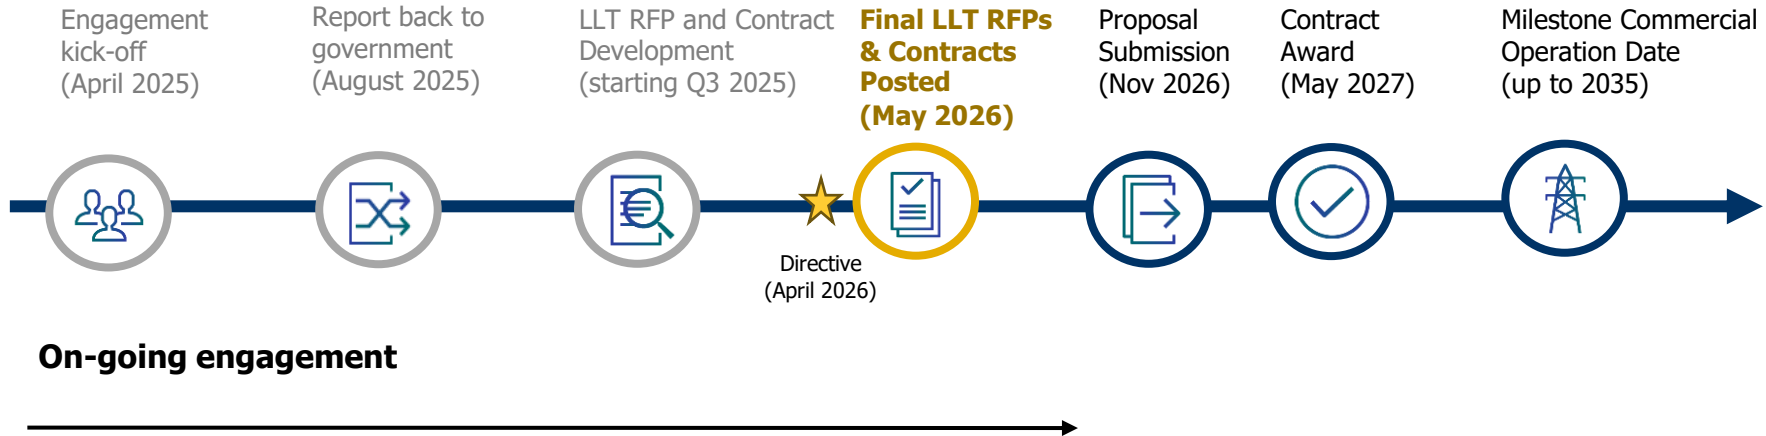 Engagement
kick-off
(April 2025)
Report back to
government
(August 2025)
LLT RFP and Contract
Development
(starting Q3 2025)
Final LLT RFPs
& Contracts
Posted
(May 2026)
Proposal
Submission
(Nov 2026)
Contract
Award
(May 2027)
Milestone Commercial
Operation Date
(up to 2035)
Directive
(April 2026)
On-going engagement